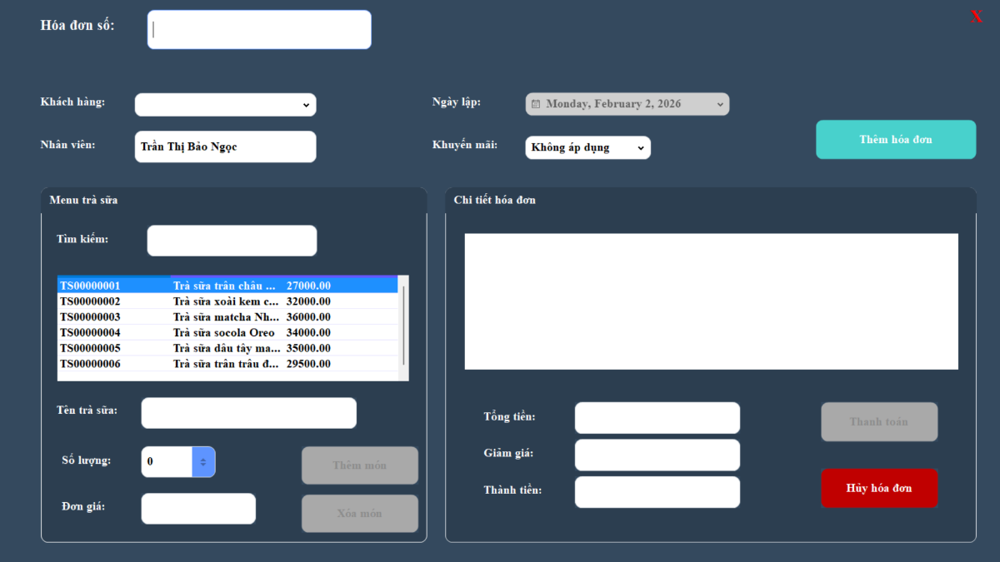 Hóa đơn số:
X
Khách hàng:
Ngày lập:
Monday, February 2, 2026
Thêm hóa đơn
Nhân viên:
Trần Thị Bảo Ngọc
Khuyến mãi:
Không áp dụng
Menu trà sữa
Tìm kiếm:
TS00000001 Trà sữa trân châu ... 27000.00
TS00000002 Trà sữa xoài kem c... 32000.00
TS00000003 Trà sữa matcha Nh... 36000.00
TS00000004 Trà sữa socola Oreo 34000.00
TS00000005 Trà sữa dâu tây ma... 35000.00
TS00000006 Trà sữa trân trâu đ... 29500.00
Tên trà sữa:
Số lượng:
0
Thêm món
Đơn giá:
Xóa món
Chi tiết hóa đơn
Tổng tiền:
Thanh toán
Giảm giá:
Thành tiền:
Hủy hóa đơn